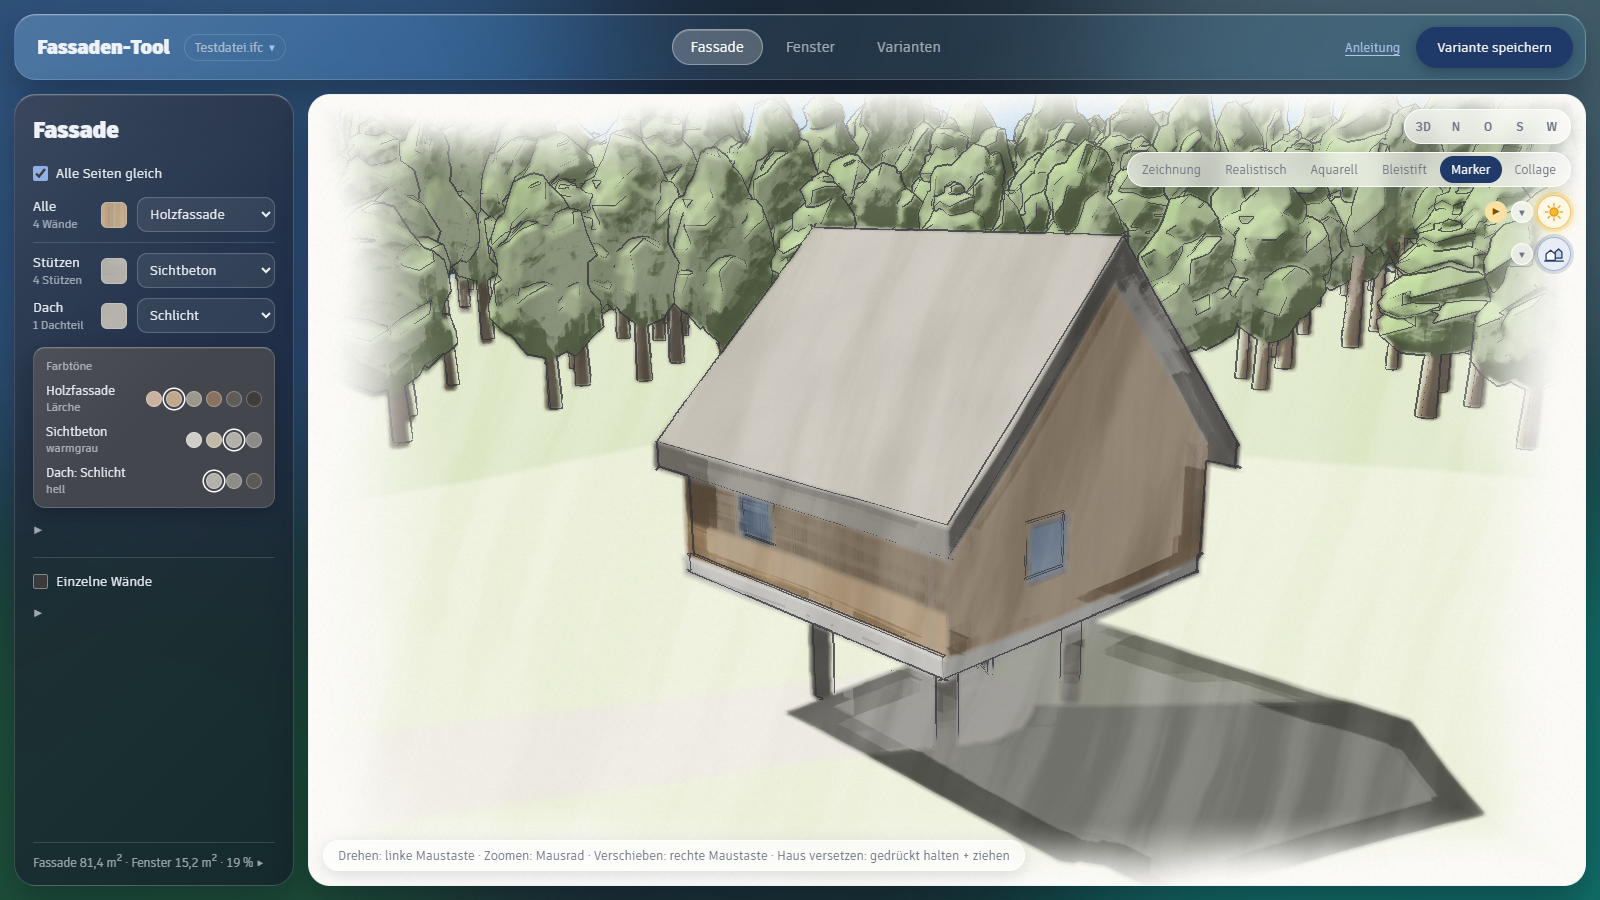 Fassaden-Tool
Testdatei.ifc ▾
Fassade
Fenster
Varianten
Anleitung
Variante speichern
Fassade
Alle Seiten gleich
Alle
4 Wände
Holzfassade
Stützen
4 Stützen
Sichtbeton
Dach
1 Dachteil
Schlicht
Farbtöne
Holzfassade
Lärche
Sichtbeton
warmgrau
Dach: Schlicht
hell
Einzelne Wände
Fassade 81,4 m² · Fenster 15,2 m² · 19 % ▸
3D N O S W
Zeichnung Realistisch Aquarell Bleistift Marker Collage
Drehen: linke Maustaste · Zoomen: Mausrad · Verschieben: rechte Maustaste · Haus versetzen: gedrückt halten + ziehen